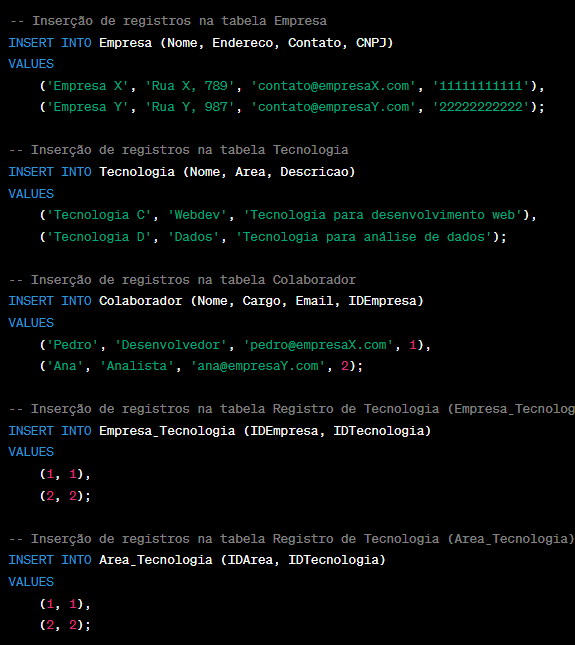 -- Inserção de registros na tabela Empresa
INSERT INTO Empresa (Nome, Endereco, Contato, CNPJ)
VALUES
('Empresa X', 'Rua X, 789', 'contato@empresaX.com', '11111111111'),
('Empresa Y', 'Rua Y, 987', 'contato@empresaY.com', '22222222222');
-- Inserção de registros na tabela Tecnologia
INSERT INTO Tecnologia (Nome, Area, Descricao)
VALUES
('Tecnologia C', 'Webdev', 'Tecnologia para desenvolvimento web'),
('Tecnologia D', 'Dados', 'Tecnologia para análise de dados');
-- Inserção de registros na tabela Colaborador
INSERT INTO Colaborador (Nome, Cargo, Email, IDEmpresa)
VALUES
('Pedro', 'Desenvolvedor', 'pedro@empresaX.com', 1),
('Ana', 'Analista', 'ana@empresaY.com', 2);
-- Inserção de registros na tabela Registro de Tecnologia (Empresa_Tecnolog
INSERT INTO Empresa_Tecnologia (IDEmpresa, IDTecnologia)
VALUES
(1, 1),
(2, 2);
-- Inserção de registros na tabela Registro de Tecnologia (Area_Tecnologia)
INSERT INTO Area_Tecnologia (IDArea, IDTecnologia)
VALUES
(1, 1),
(2, 2);